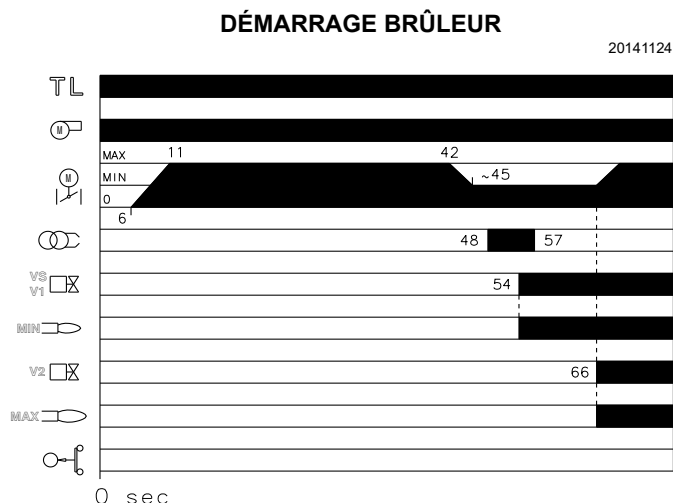 DÉMARRAGE BRÛLEUR
20141124
TL
M
MAX 11 42
M
MIN ~45
0
6
48 57
VS
V1 54
MIN
V2 66
MAX
0 sec